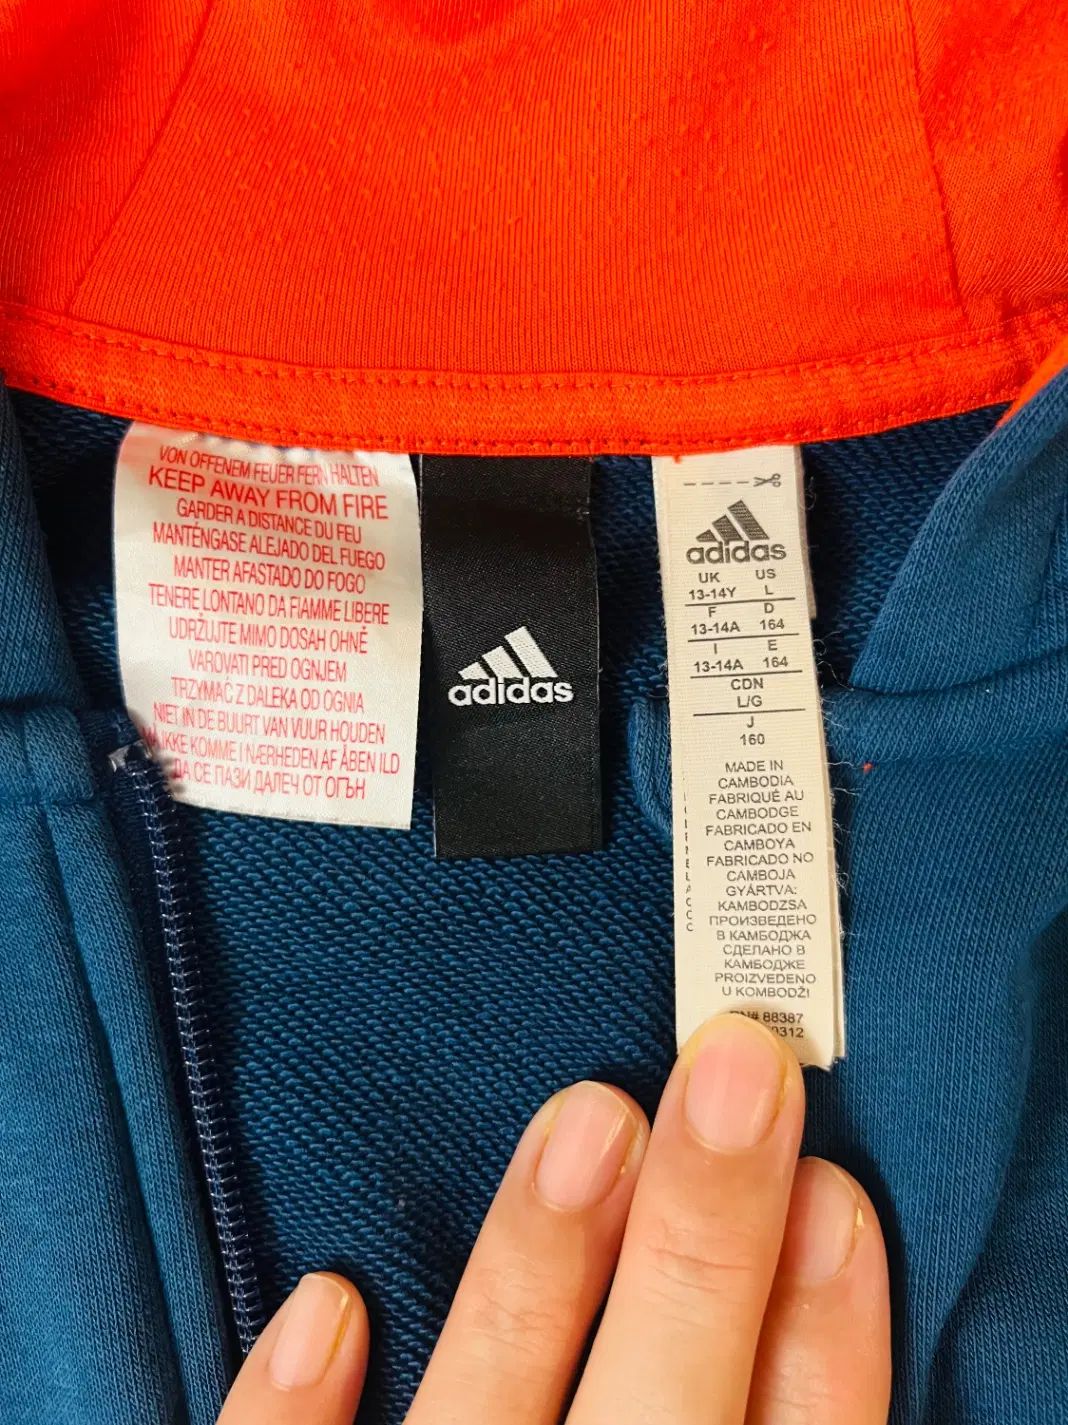 VON OFFENEM FEUER FERN HALTEN
KEEP AWAY FROM FIRE
GARDER A DISTANCE DU FEU
MANTÉNGASE ALEJADO DEL FUEGO
MANTER AFASTADO DO FOGO
TENERE LONTANO DA FIAMME LIBERE
UDRŽUJTE MIMO DOSAH OHNĚ
VAROVATI PRED OGNJEM
TRZYMAĆ Z DALEKA OD OGNIA
NIET IN DE BUURT VAN VUUR HOUDEN
IKKE KOMME I NÆRHEDEN AF ÅBEN ILD
ДА СЕ ПАЗИ ДАЛЕЧ ОТ ОГЪН
adidas
adidas
UK US
13-14Y L
F D
13-14A 164
I E
13-14A 164
CDN
L/G
J
160
MADE IN
CAMBODIA
FABRIQUÉ AU
CAMBODGE
FABRICADO EN
CAMBOYA
FABRICADO NO
CAMBOJA
GYÁRTVA:
KAMBODZSA
ПРОИЗВЕДЕНО
В КАМБОДЖА
СДЕЛАНО В
КАМБОДЖЕ
PROIZVEDENO
U KOMBODŽI
RN# 88387
0312